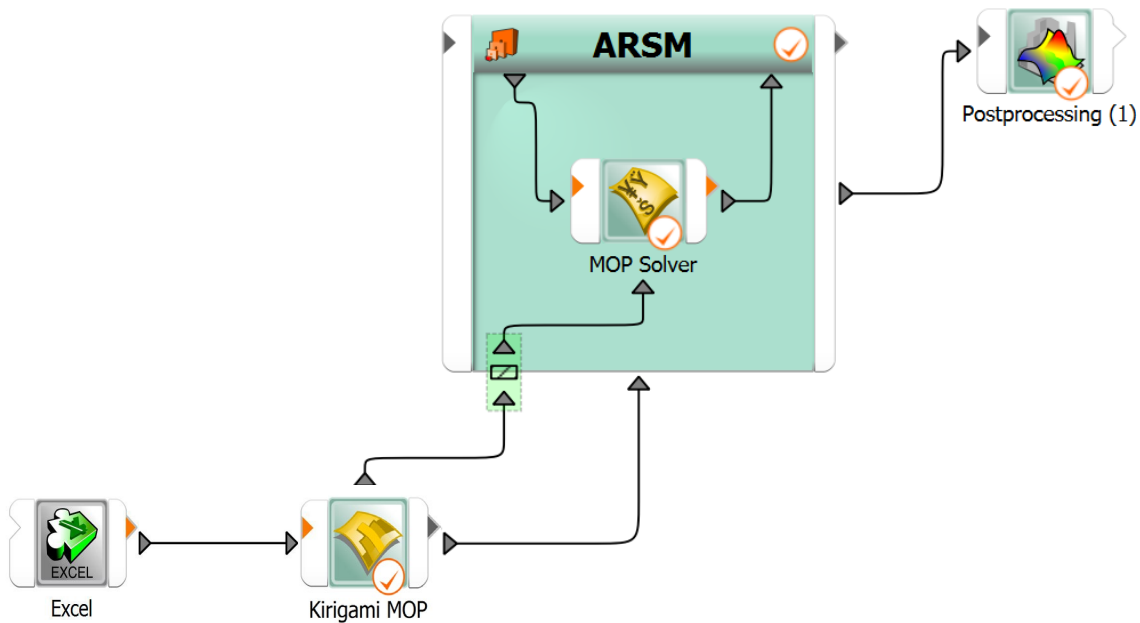 ARSM
Postprocessing (1)
MOP Solver
EXCEL
Excel
Kirigami MOP